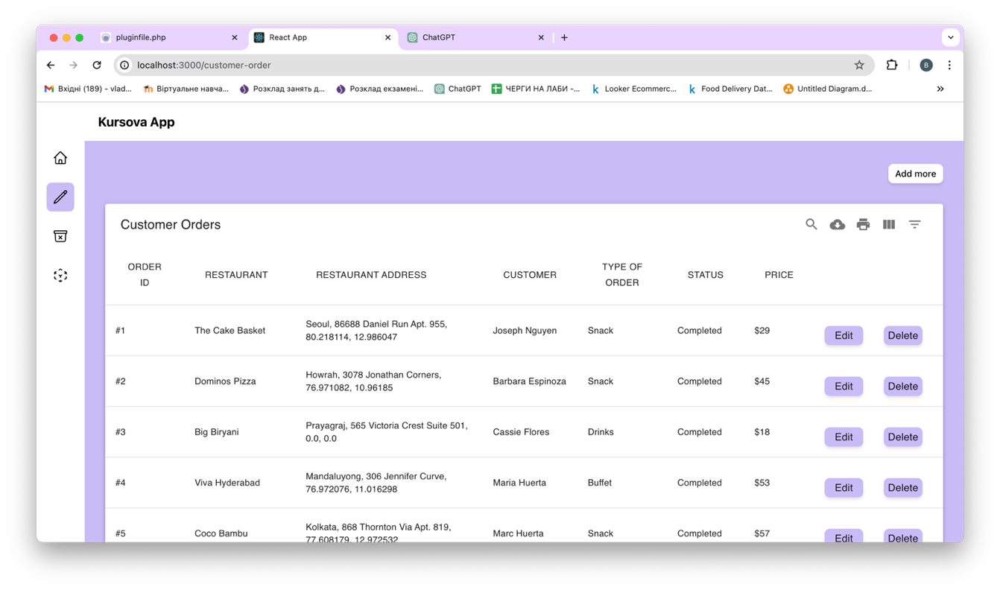 pluginfile.php
React App
ChatGPT
localhost:3000/customer-order
B
Вхідні (189) – vlad...
Віртуальне навча...
Розклад занять д...
Розклад екзамені...
ChatGPT
ЧЕРГИ НА ЛАБИ -...
Looker Ecommerc...
Food Delivery Dat...
Untitled Diagram.d...
Kursova App
Add more
Customer Orders
ORDER ID
RESTAURANT
RESTAURANT ADDRESS
CUSTOMER
TYPE OF ORDER
STATUS
PRICE
#1 The Cake Basket Seoul, 86688 Daniel Run Apt. 955, 80.218114, 12.986047 Joseph Nguyen Snack Completed $29 Edit Delete
#2 Dominos Pizza Howrah, 3078 Jonathan Corners, 76.971082, 10.96185 Barbara Espinoza Snack Completed $45 Edit Delete
#3 Big Biryani Prayagraj, 565 Victoria Crest Suite 501, 0.0, 0.0 Cassie Flores Drinks Completed $18 Edit Delete
#4 Viva Hyderabad Mandaluyong, 306 Jennifer Curve, 76.972076, 11.016298 Maria Huerta Buffet Completed $53 Edit Delete
#5 Coco Bambu Kolkata, 868 Thornton Via Apt. 819, 77.608179, 12.972532 Marc Huerta Snack Completed $57 Edit Delete